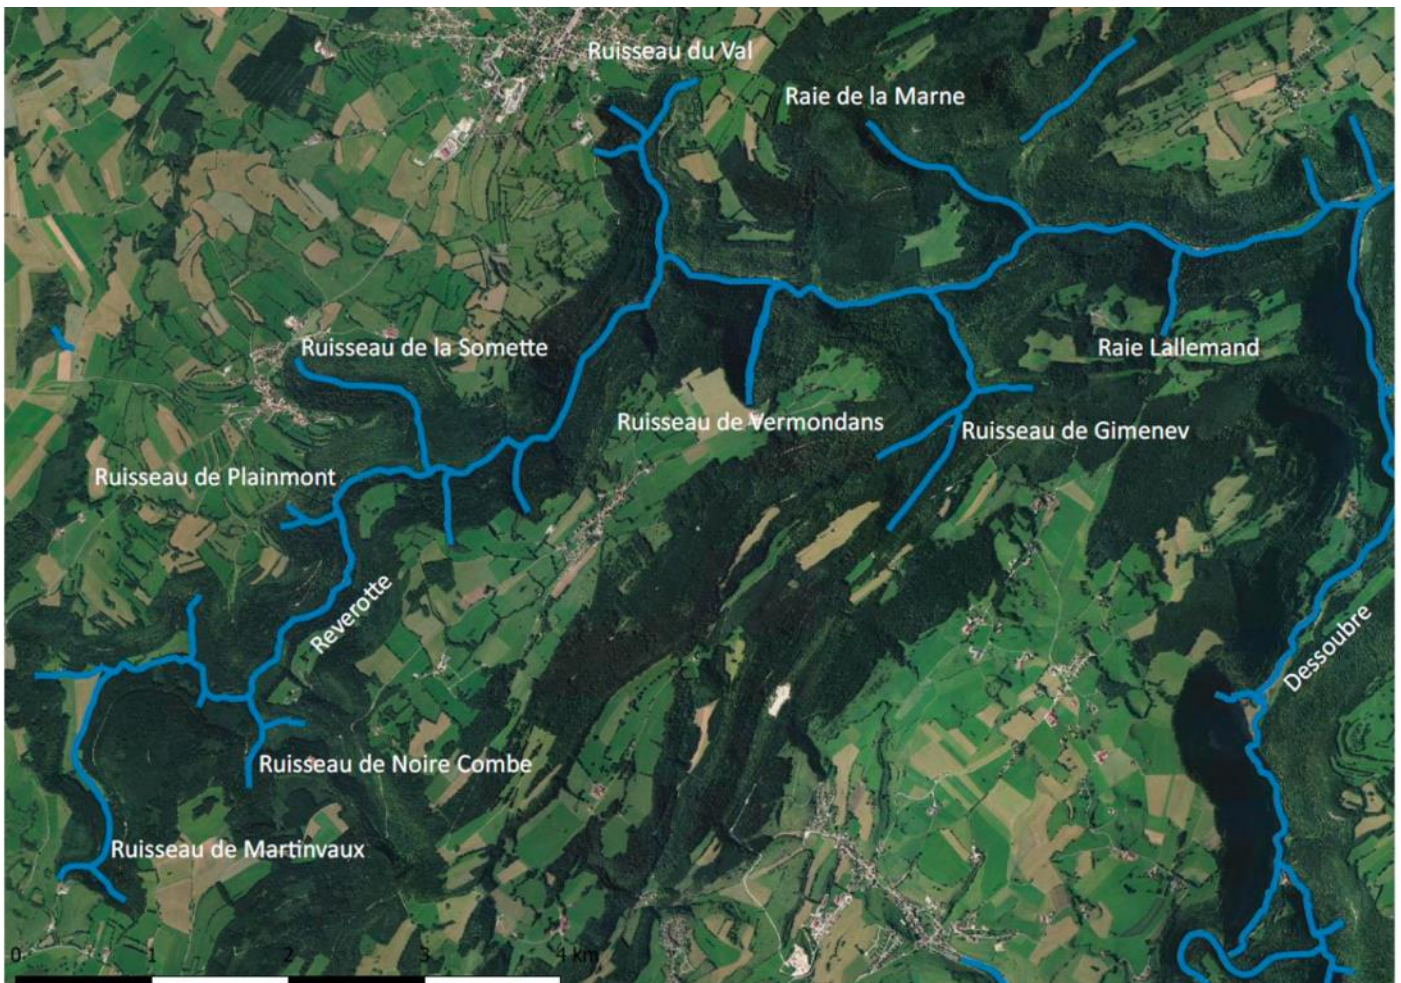 Ruisseau du Val
Raie de la Marne
Ruisseau de la Somette
Raie Lallemand
Ruisseau de Vermondans
Ruisseau de Gimenev
Ruisseau de Plainmont
Reverotte
Dessoubre
Ruisseau de Noire Combe
Ruisseau de Martinvaux
0 1 2 3 4 km